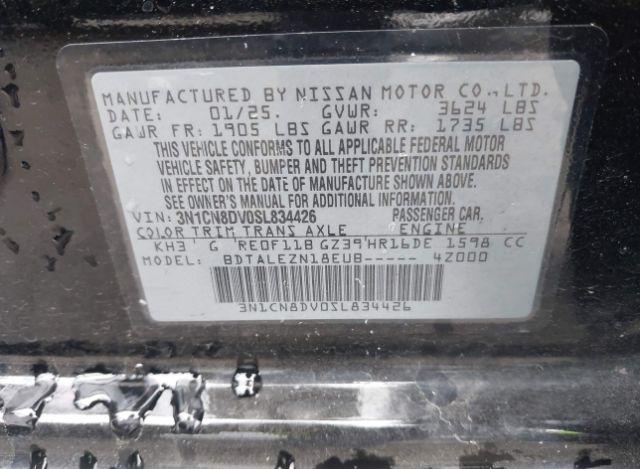 MANUFACTURED BY NISSAN MOTOR CO., LTD.
DATE: 01/25. GVWR: 3624 LBS
GAWR FR: 1905 LBS GAWR RR: 1735 LBS
THIS VEHICLE CONFORMS TO ALL APPLICABLE FEDERAL MOTOR
VEHICLE SAFETY, BUMPER AND THEFT PREVENTION STANDARDS
IN EFFECT ON THE DATE OF MANUFACTURE SHOWN ABOVE.
SEE OWNER'S MANUAL FOR ADDITIONAL INFORMATION.
VIN: 3N1CN8DV0SL834426 PASSENGER CAR.
COLOR TRIM TRANS AXLE ENGINE
KH3 G RE0F11B GZ39 HR16DE 1598 CC
MODEL: BDTALEZN18EUB----- 4Z000
3N1CN8DV0SL834426